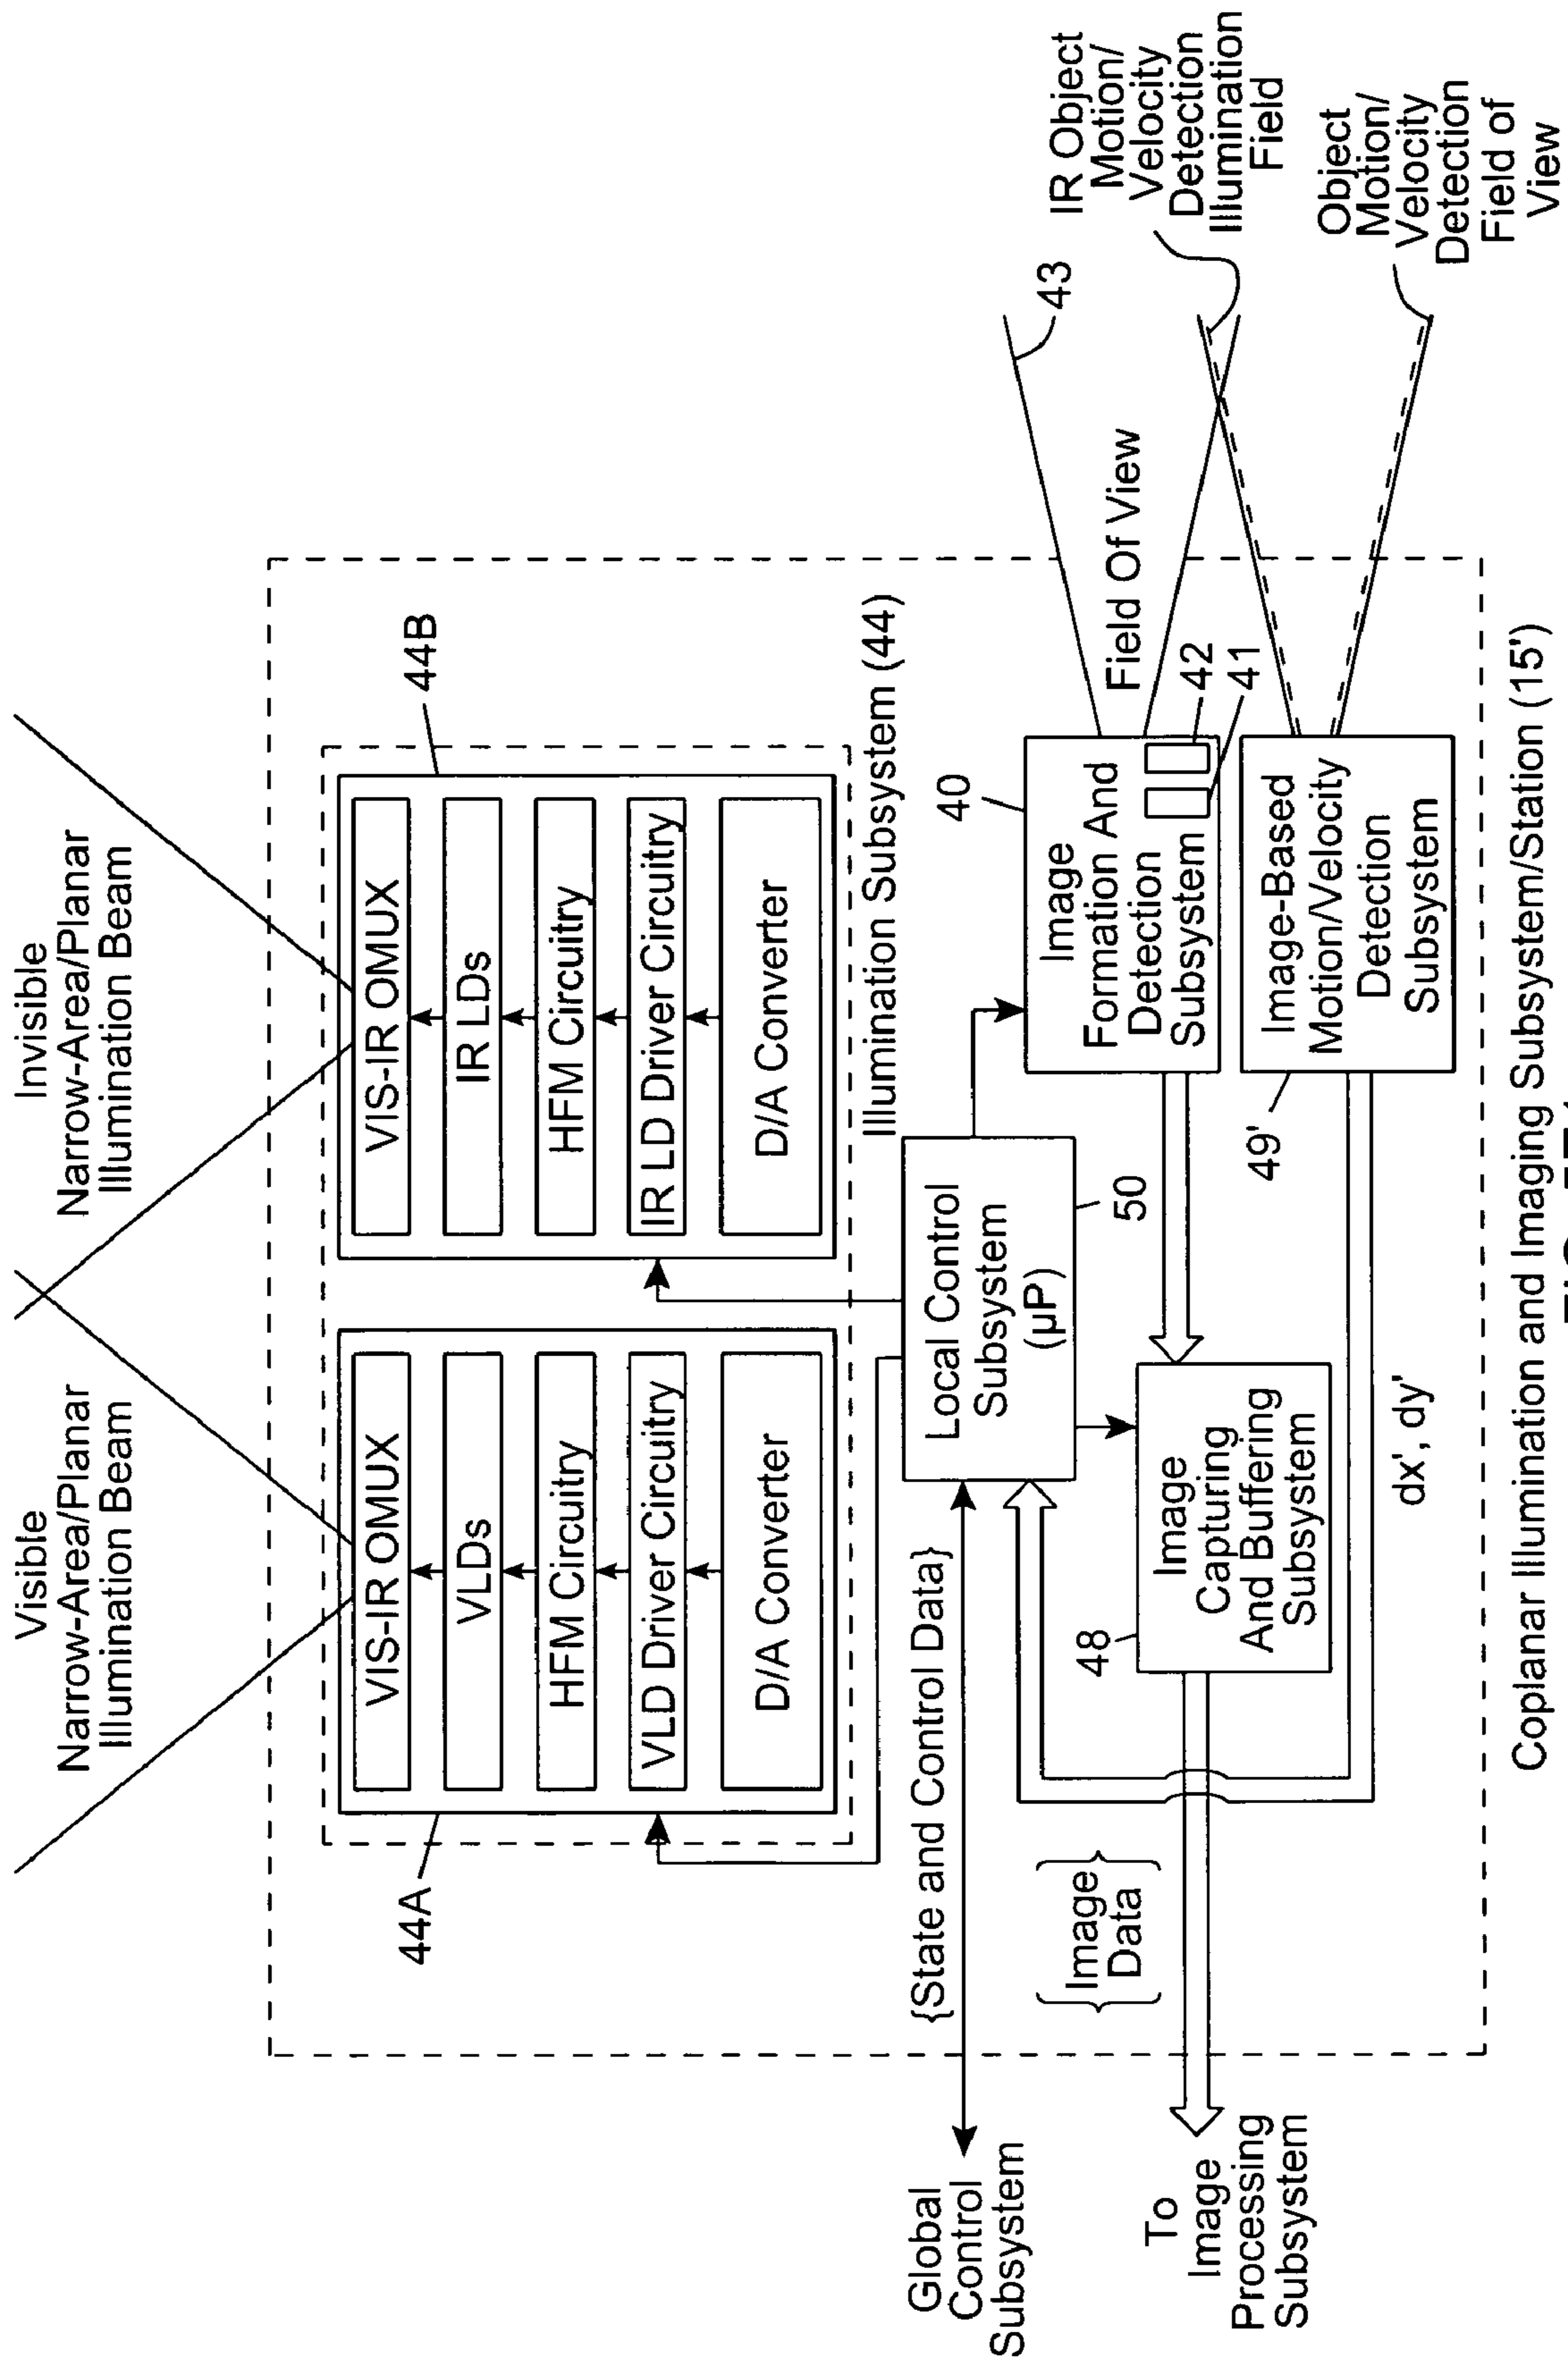 Visible
Narrow-Area/Planar
Illumination Beam
Invisible
Narrow-Area/Planar
Illumination Beam
44A
VIS-IR OMUX
VLDs
HFM Circuitry
VLD Driver Circuitry
D/A Converter
44B
VIS-IR OMUX
IR LDs
HFM Circuitry
IR LD Driver Circuitry
D/A Converter
Illumination Subsystem (44)
Global
Control
Subsystem
{State and Control Data}
Local Control
Subsystem
(µP)
50
40
Image
Formation And
Detection
Subsystem
42
41
Field Of View
43
IR Object
Motion/
Velocity
Detection
Illumination
Field
To
Image
Processing
Subsystem
{Image
Data}
48
Image
Capturing
And Buffering
Subsystem
49'
Image-Based
Motion/Velocity
Detection
Subsystem
Object
Motion/
Velocity
Detection
Field of
View
dx', dy'
Coplanar Illumination and Imaging Subsystem/Station (15')